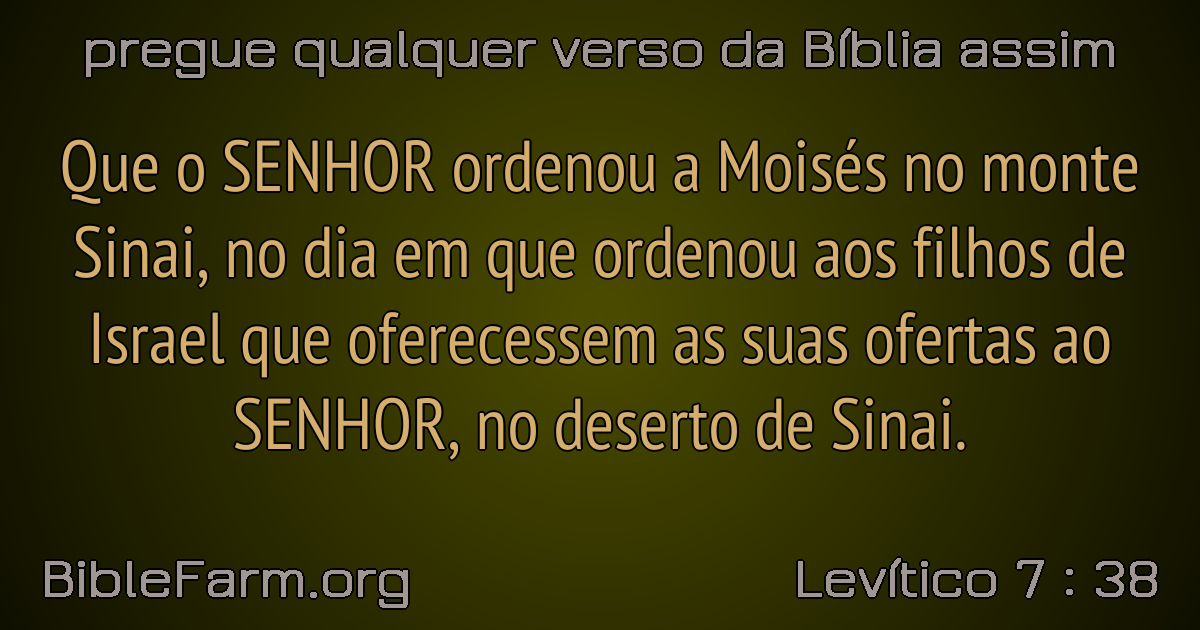 pregue qualquer verso da Bíblia assim
Que o SENHOR ordenou a Moisés no monte
Sinai, no dia em que ordenou aos filhos de
Israel que oferecessem as suas ofertas ao
SENHOR, no deserto de Sinai.
BibleFarm.org
Levítico 7 : 38